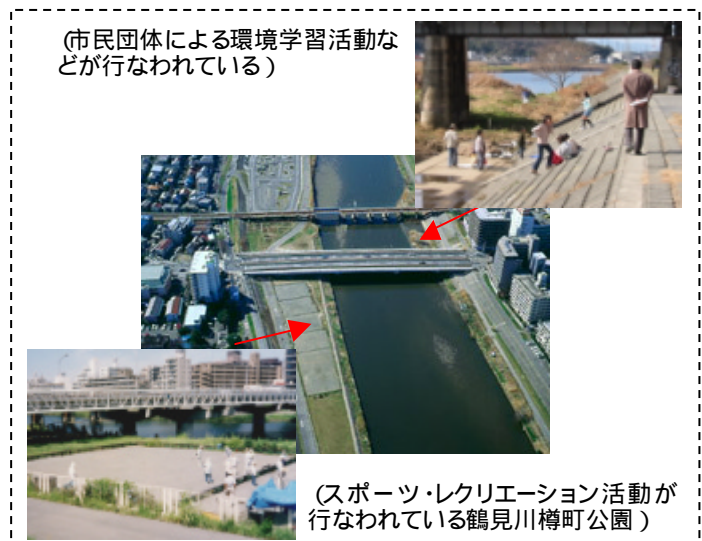 (市民団体による環境学習活動な
どが行なわれている)
(スポーツ・レクリエーション活動が
行なわれている鶴見川樽町公園)